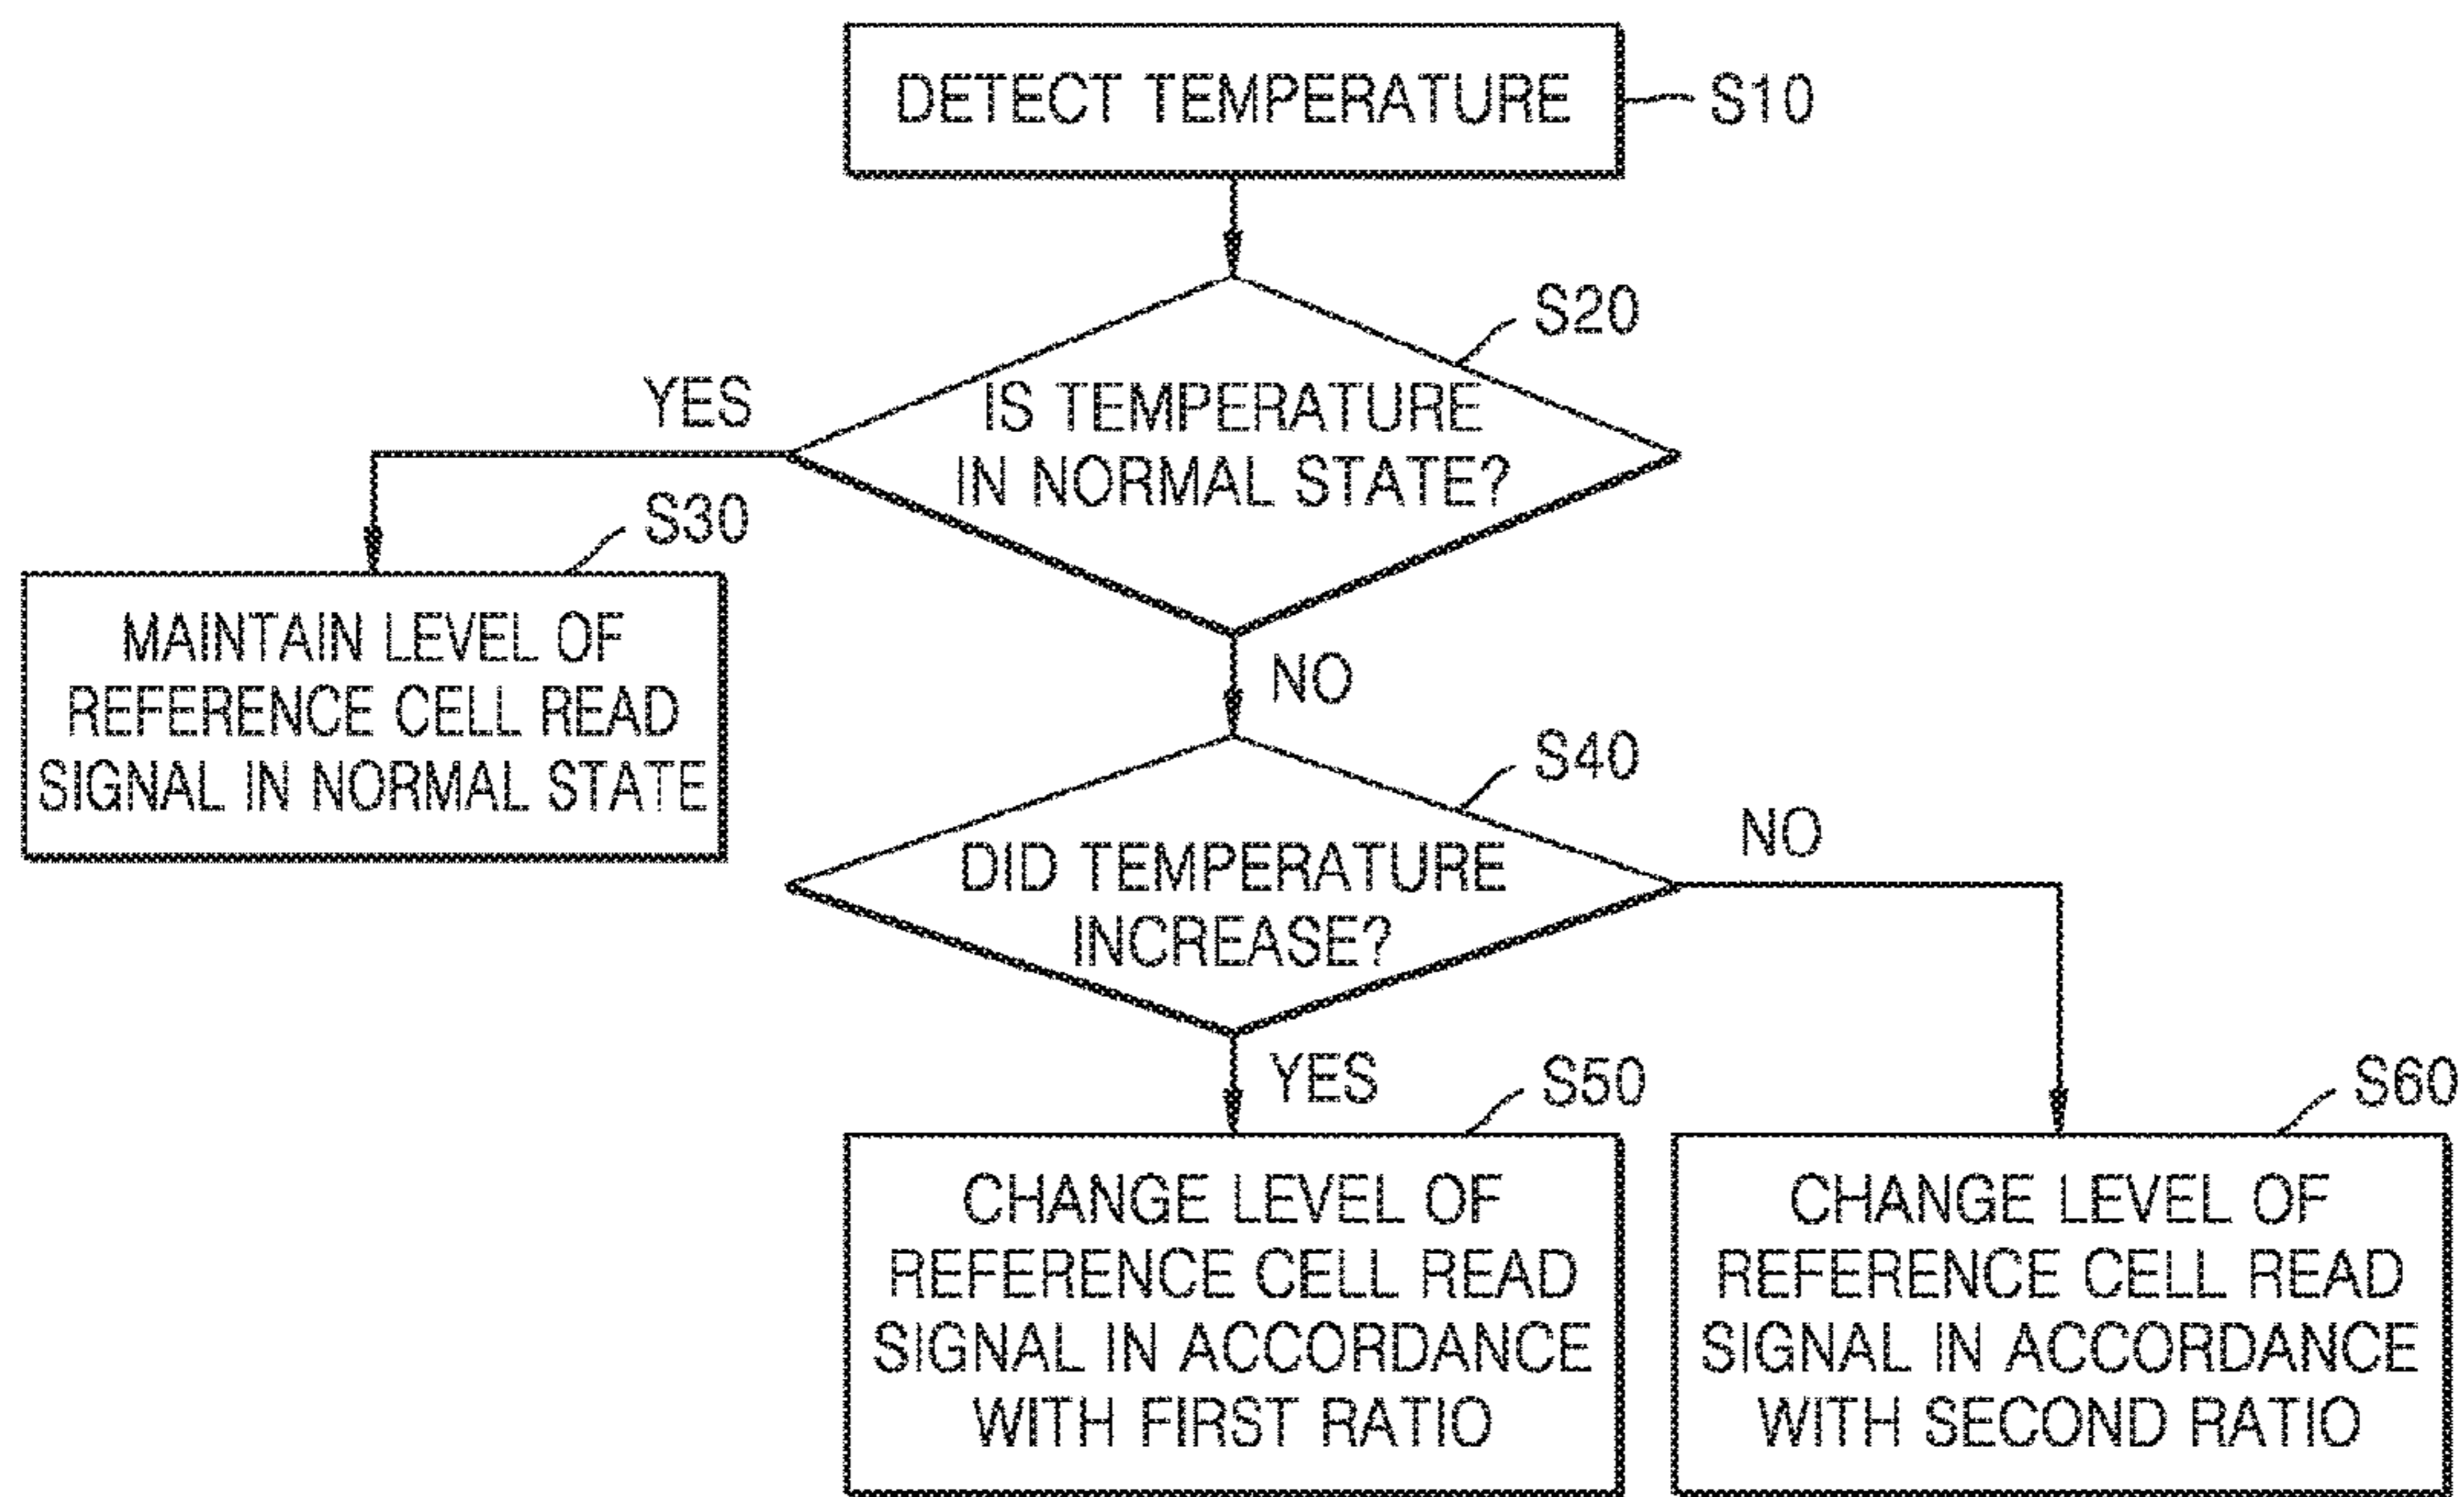 DETECT TEMPERATURE
S10
S20
YES
IS TEMPERATURE
IN NORMAL STATE?
S30
MAINTAIN LEVEL OF
REFERENCE CELL READ
SIGNAL IN NORMAL STATE
NO
S40
DID TEMPERATURE
INCREASE?
NO
YES
S50
CHANGE LEVEL OF
REFERENCE CELL READ
SIGNAL IN ACCORDANCE
WITH FIRST RATIO
S60
CHANGE LEVEL OF
REFERENCE CELL READ
SIGNAL IN ACCORDANCE
WITH SECOND RATIO